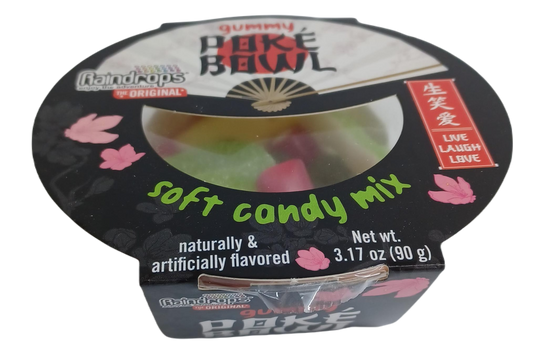 gummy
POKÉ
BOWL
Raindrops
THE ORIGINAL
生
笑
愛
LIVE
LAUGH
LOVE
soft candy mix
naturally &
artificially flavored
Net wt.
3.17 oz (90 g)
Raindrops
THE ORIGINAL
gummy
POKÉ
BOWL